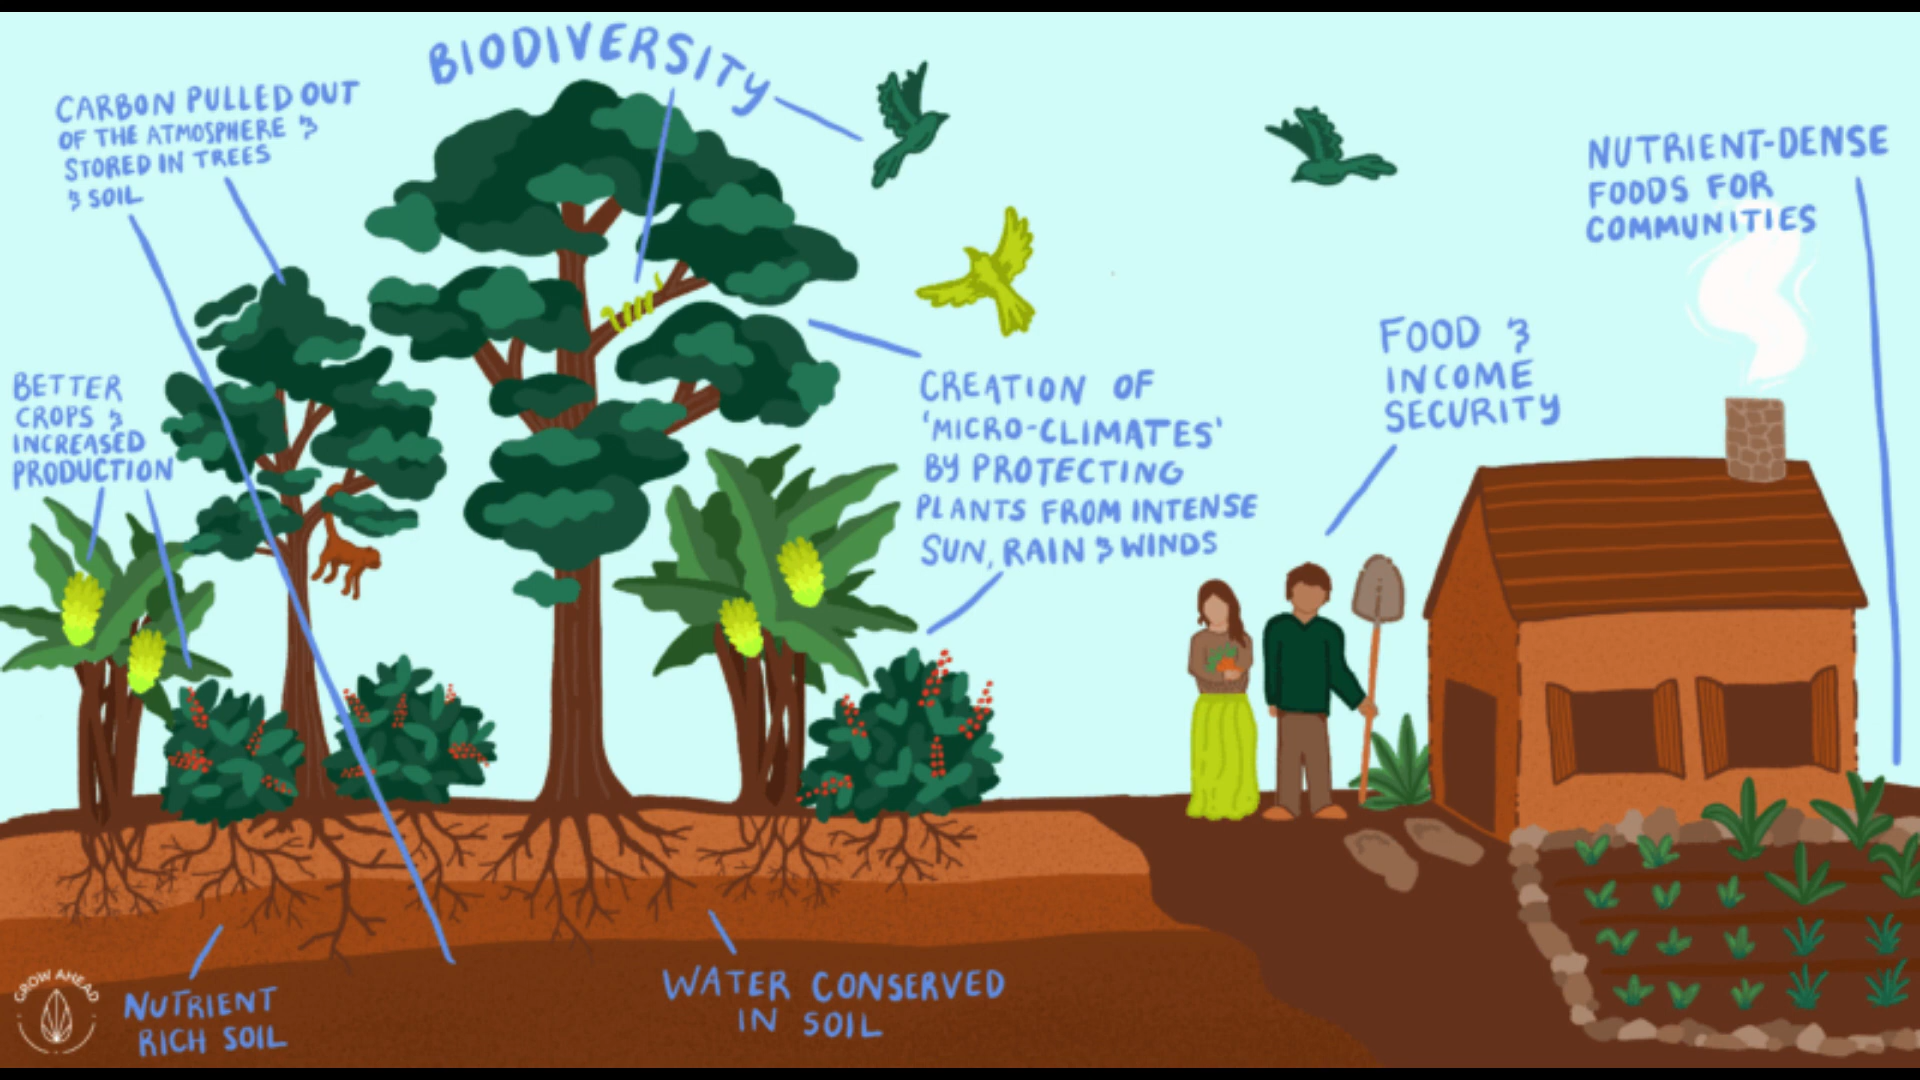 BIODIVERSITY
CARBON PULLED OUT
OF THE ATMOSPHERE &
STORED IN TREES
& SOIL
NUTRIENT-DENSE
FOODS FOR
COMMUNITIES
FOOD &
INCOME
SECURITY
BETTER
CROPS &
INCREASED
PRODUCTION
CREATION OF
'MICRO-CLIMATES'
BY PROTECTING
PLANTS FROM INTENSE
SUN, RAIN & WINDS
GROW AHEAD
NUTRIENT
RICH SOIL
WATER CONSERVED
IN SOIL